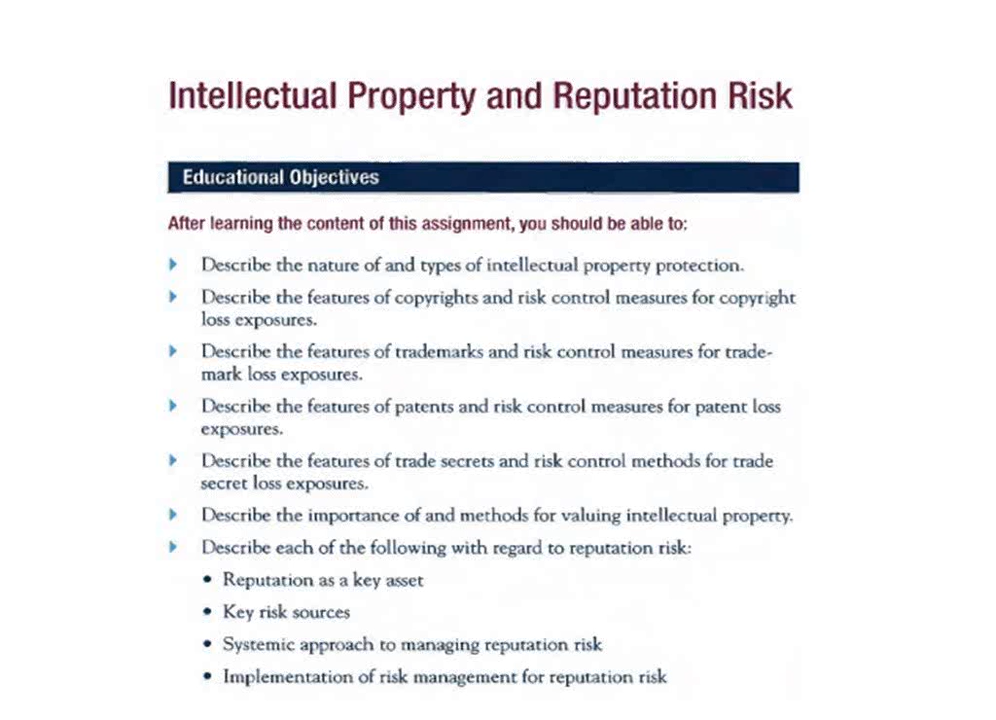 Intellectual Property and Reputation Risk
Educational Objectives
After learning the content of this assignment, you should be able to:
Describe the nature of and types of intellectual property protection.
Describe the features of copyrights and risk control measures for copyright
loss exposures.
Describe the features of trademarks and risk control measures for trade-
mark loss exposures.
Describe the features of patents and risk control measures for patent loss
exposures.
Describe the features of trade secrets and risk control methods for trade
secret loss exposures.
Describe the importance of and methods for valuing intellectual property.
Describe each of the following with regard to reputation risk:
• Reputation as a key asset
• Key risk sources
• Systemic approach to managing reputation risk
• Implementation of risk management for reputation risk